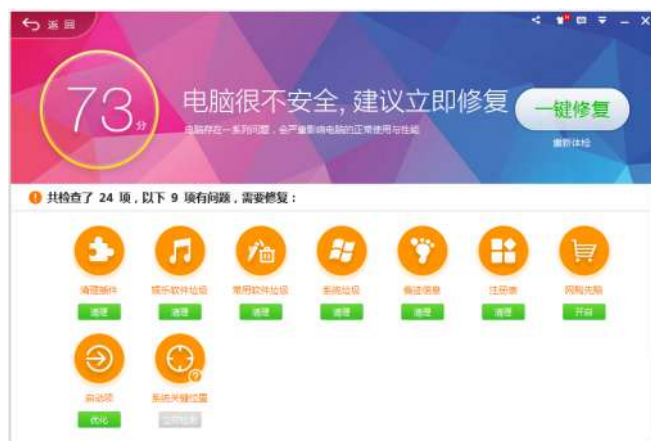 返回
73分
电脑很不安全,建议立即修复
一键修复
电脑存在一系列问题,会严重影响电脑的正常使用与性能
重新体检
共检查了 24 项,以下 9 项有问题,需要修复:
清理插件 娱乐软件垃圾 常用软件垃圾 系统垃圾 痕迹信息 注册表 网购先赔
清理 清理 清理 清理 清理 清理 开启
启动项 系统关键位置
优化